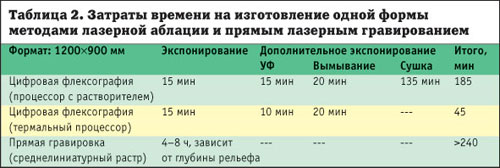 Таблица 2. Затраты времени на изготовление одной формы
методами лазерной аблации и прямым лазерным гравированием
Формат: 1200×900 мм Экспонирование Дополнительное экспонирование Итого,
УФ Вымывание Сушка мин
Цифровая флексография 15 мин 15 мин 20 мин 135 мин 185
(процессор с растворителем)
Цифровая флексография 15 мин 10 мин 20 мин --- 45
(термальный процессор)
Прямая гравировка 4–8 ч, зависит --- --- --- >240
(среднелиниатурный растр) от глубины рельефа